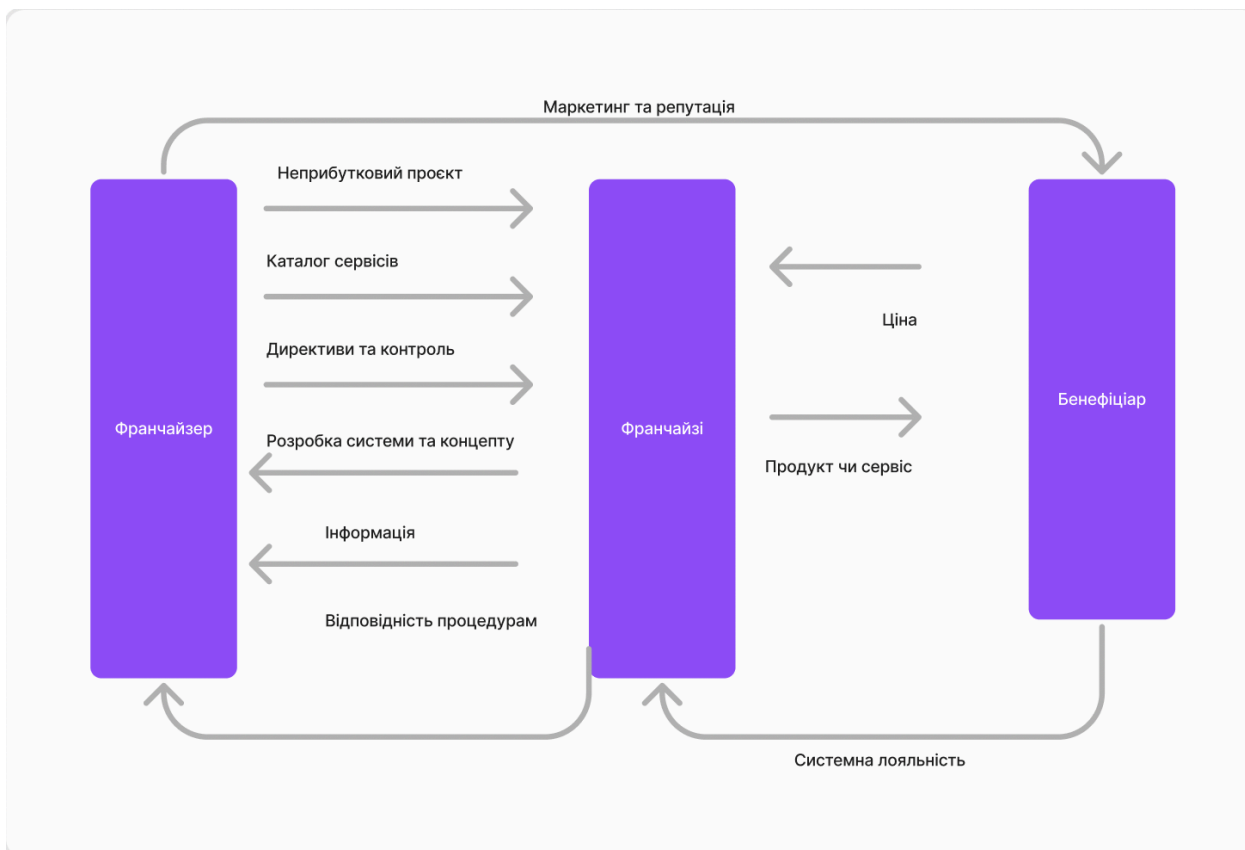 Маркетинг та репутація
Неприбутковий проєкт
Каталог сервісів
Ціна
Директиви та контроль
Бенефіціар
Франчайзер
Франчайзі
Розробка системи та концепту
Продукт чи сервіс
Інформація
Відповідність процедурам
Системна лояльність